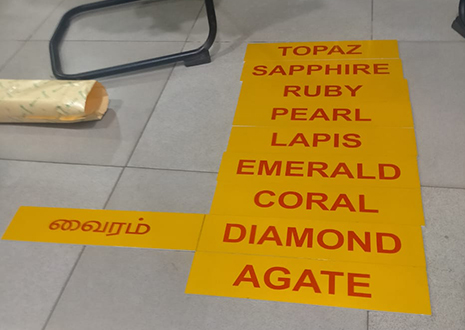 TOPAZ
SAPPHIRE
RUBY
PEARL
LAPIS
EMERALD
CORAL
வைரம்
DIAMOND
AGATE